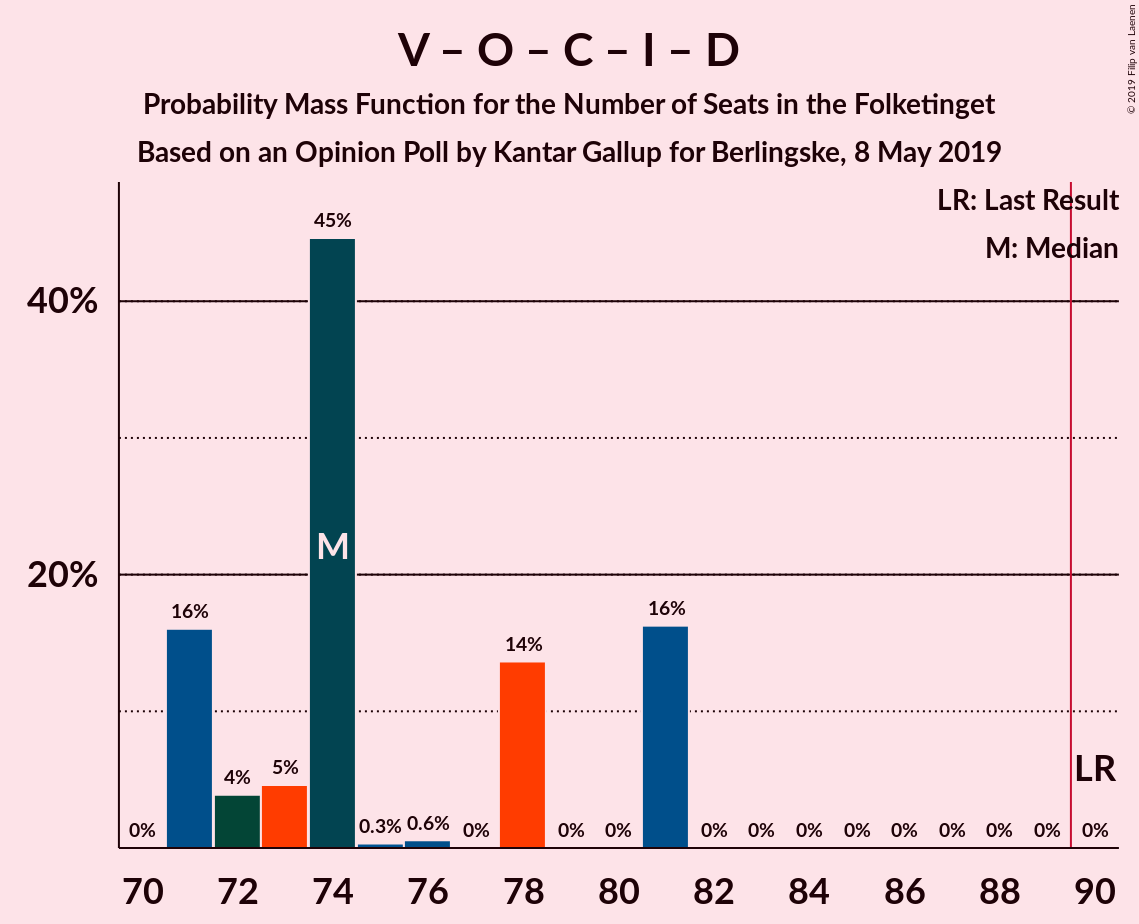 V – O – C – I – D
Probability Mass Function for the Number of Seats in the Folketinget
Based on an Opinion Poll by Kantar Gallup for Berlingske, 8 May 2019
© 2019 Filip van Laenen
LR: Last Result
M: Median
40%
20%
0%
16%
4%
5%
45%
M
0.3%
0.6%
0%
14%
0%
0%
16%
0%
0%
0%
0%
0%
0%
0%
0%
0%
LR
70 72 74 76 78 80 82 84 86 88 90